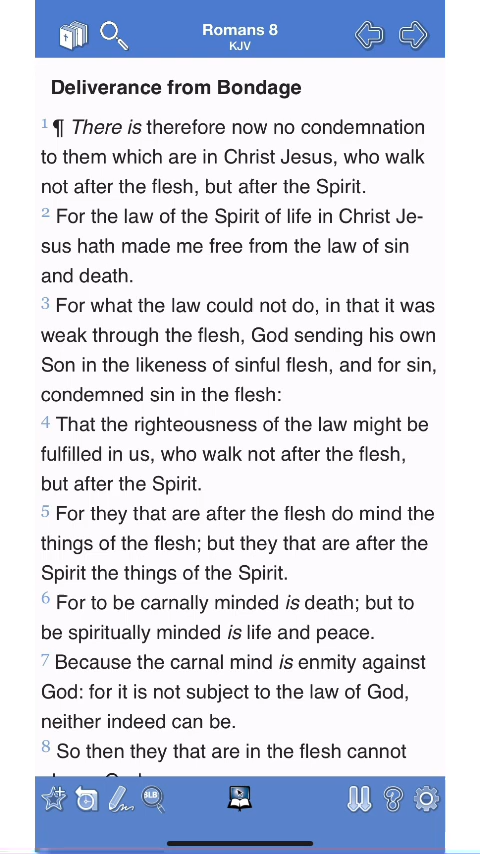 Romans 8
KJV
Deliverance from Bondage
1 ¶ There is therefore now no condemnation
to them which are in Christ Jesus, who walk
not after the flesh, but after the Spirit.
2 For the law of the Spirit of life in Christ Je-
sus hath made me free from the law of sin
and death.
3 For what the law could not do, in that it was
weak through the flesh, God sending his own
Son in the likeness of sinful flesh, and for sin,
condemned sin in the flesh:
4 That the righteousness of the law might be
fulfilled in us, who walk not after the flesh,
but after the Spirit.
5 For they that are after the flesh do mind the
things of the flesh; but they that are after the
Spirit the things of the Spirit.
6 For to be carnally minded is death; but to
be spiritually minded is life and peace.
7 Because the carnal mind is enmity against
God: for it is not subject to the law of God,
neither indeed can be.
8 So then they that are in the flesh cannot
BLB